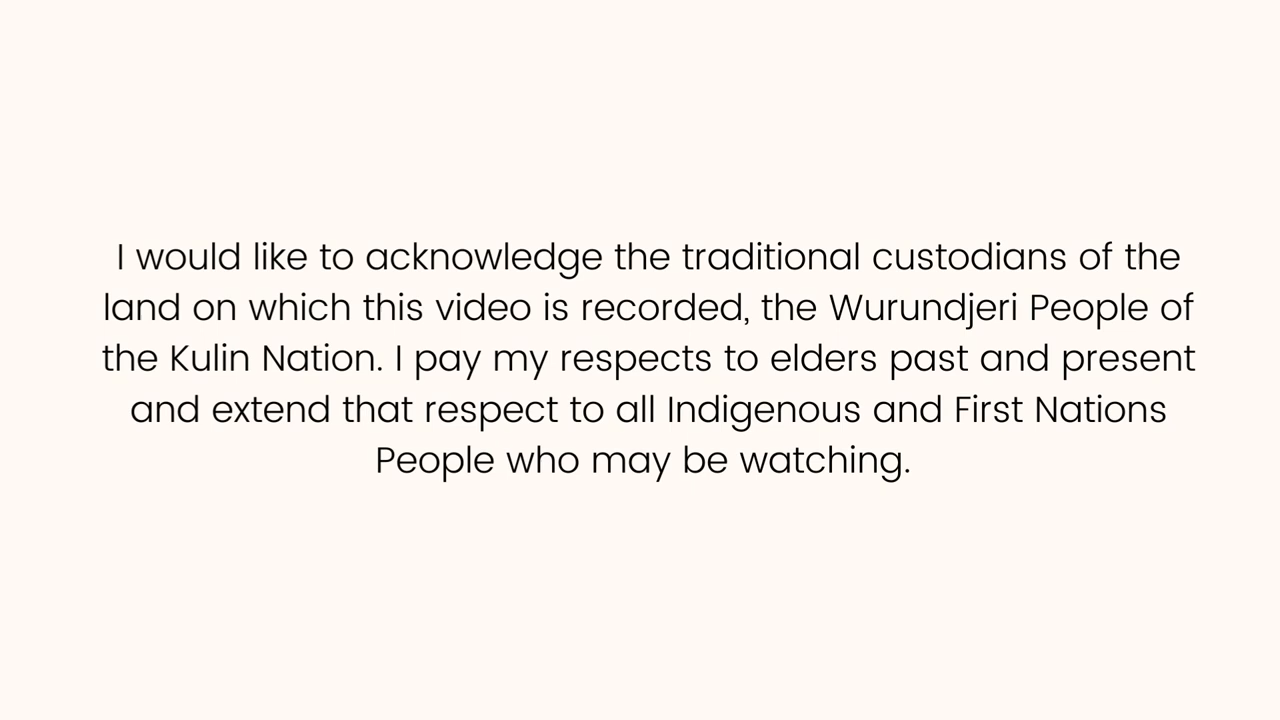 I would like to acknowledge the traditional custodians of the
land on which this video is recorded, the Wurundjeri People of
the Kulin Nation. I pay my respects to elders past and present
and extend that respect to all Indigenous and First Nations
People who may be watching.